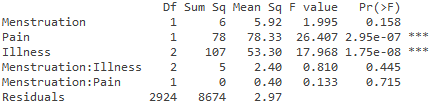 Df Sum Sq Mean Sq F value Pr(>F)
Menstruation 1 6 5.92 1.995 0.158
Pain 1 78 78.33 26.407 2.95e-07 ***
Illness 2 107 53.30 17.968 1.75e-08 ***
Menstruation:Illness 2 5 2.40 0.810 0.445
Menstruation:Pain 1 0 0.40 0.133 0.715
Residuals 2924 8674 2.97